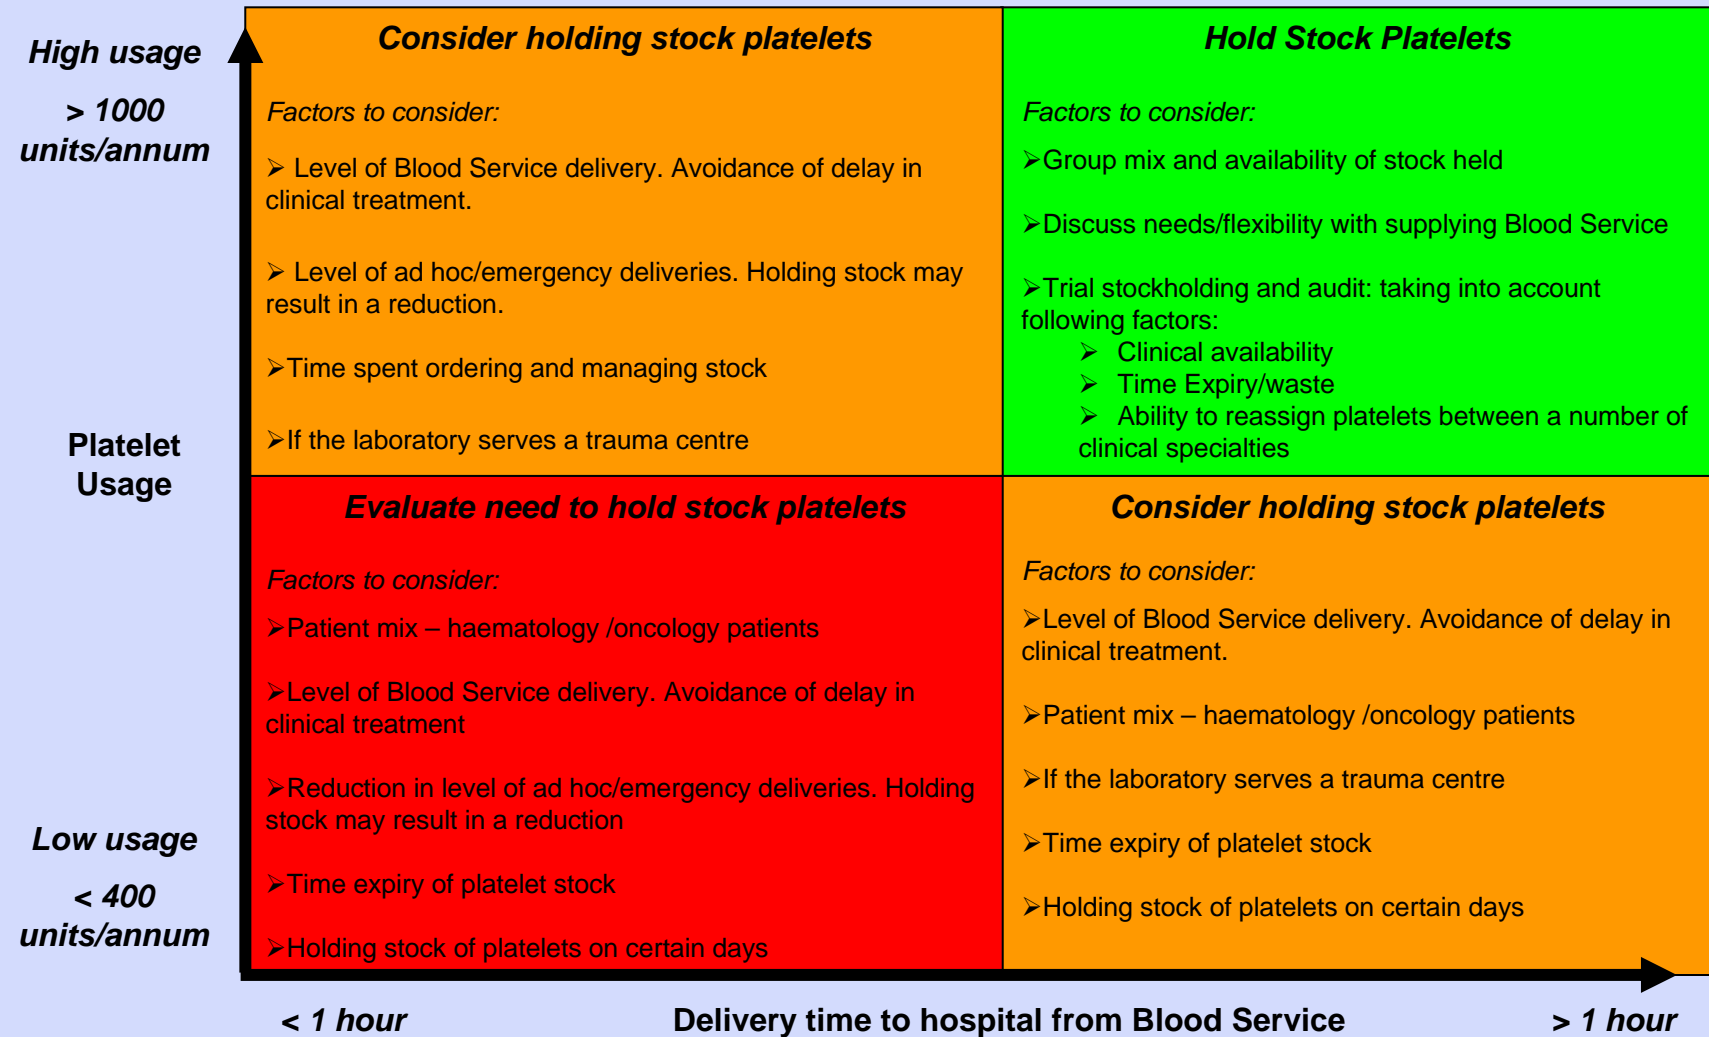 High usage
> 1000
units/annum
Platelet
Usage
Low usage
< 400
units/annum
Consider holding stock platelets
Factors to consider:
➢ Level of Blood Service delivery. Avoidance of delay in
clinical treatment.
➢ Level of ad hoc/emergency deliveries. Holding stock may
result in a reduction.
➢Time spent ordering and managing stock
➢If the laboratory serves a trauma centre
Hold Stock Platelets
Factors to consider:
➢Group mix and availability of stock held
➢Discuss needs/flexibility with supplying Blood Service
➢Trial stockholding and audit: taking into account
following factors:
➢ Clinical availability
➢ Time Expiry/waste
➢ Ability to reassign platelets between a number of
clinical specialties
Evaluate need to hold stock platelets
Factors to consider:
➢Patient mix – haematology /oncology patients
➢Level of Blood Service delivery. Avoidance of delay in
clinical treatment
➢Reduction in level of ad hoc/emergency deliveries. Holding
stock may result in a reduction
➢Time expiry of platelet stock
➢Holding stock of platelets on certain days
Consider holding stock platelets
Factors to consider:
➢Level of Blood Service delivery. Avoidance of delay in
clinical treatment.
➢Patient mix – haematology /oncology patients
➢If the laboratory serves a trauma centre
➢Time expiry of platelet stock
➢Holding stock of platelets on certain days
< 1 hour
Delivery time to hospital from Blood Service
> 1 hour